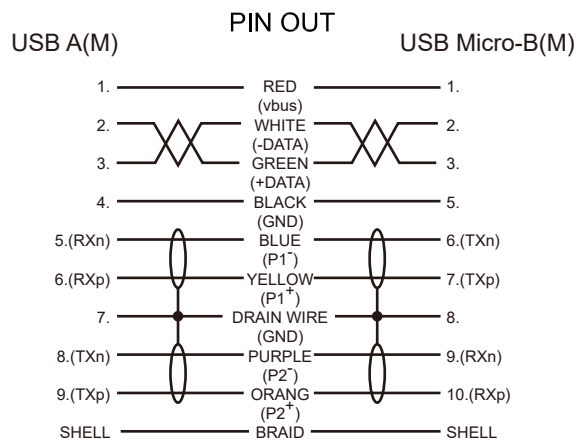 PIN OUT
USB A(M) USB Micro-B(M)
1. RED 1.
(vbus)
2. WHITE 2.
(-DATA)
3. GREEN 3.
(+DATA)
4. BLACK 5.
(GND)
5.(RXn) BLUE 6.(TXn)
(P1-)
6.(RXp) YELLOW 7.(TXp)
(P1+)
7. DRAIN WIRE 8.
(GND)
8.(TXn) PURPLE 9.(RXn)
(P2-)
9.(TXp) ORANG 10.(RXp)
(P2+)
SHELL BRAID SHELL